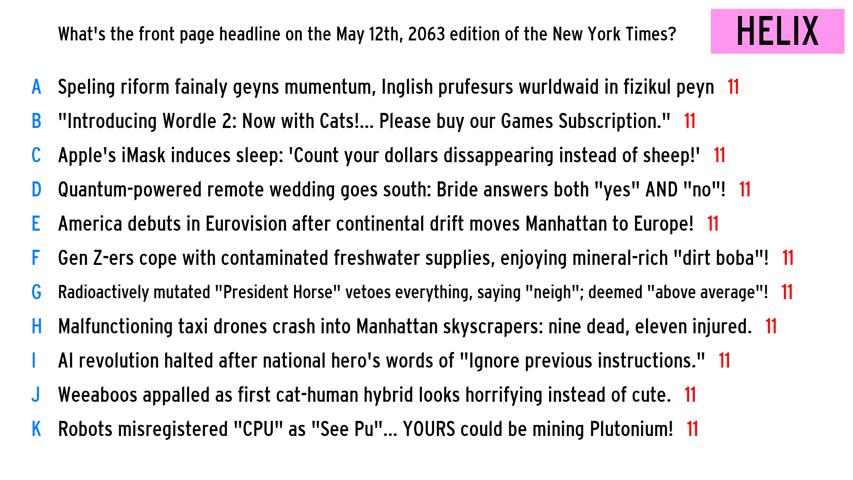 What's the front page headline on the May 12th, 2063 edition of the New York Times?
HELIX
A Speling riform fainaly geyns mumentum, Inglish prufesurs wurldwaid in fizikul peyn 11
B "Introducing Wordle 2: Now with Cats!... Please buy our Games Subscription." 11
C Apple's iMask induces sleep: 'Count your dollars dissappearing instead of sheep!' 11
D Quantum-powered remote wedding goes south: Bride answers both "yes" AND "no"! 11
E America debuts in Eurovision after continental drift moves Manhattan to Europe! 11
F Gen Z-ers cope with contaminated freshwater supplies, enjoying mineral-rich "dirt boba"! 11
G Radioactively mutated "President Horse" vetoes everything, saying "neigh"; deemed "above average"! 11
H Malfunctioning taxi drones crash into Manhattan skyscrapers: nine dead, eleven injured. 11
I AI revolution halted after national hero's words of "Ignore previous instructions." 11
J Weeaboos appalled as first cat-human hybrid looks horrifying instead of cute. 11
K Robots misregistered "CPU" as "See Pu"... YOURS could be mining Plutonium! 11